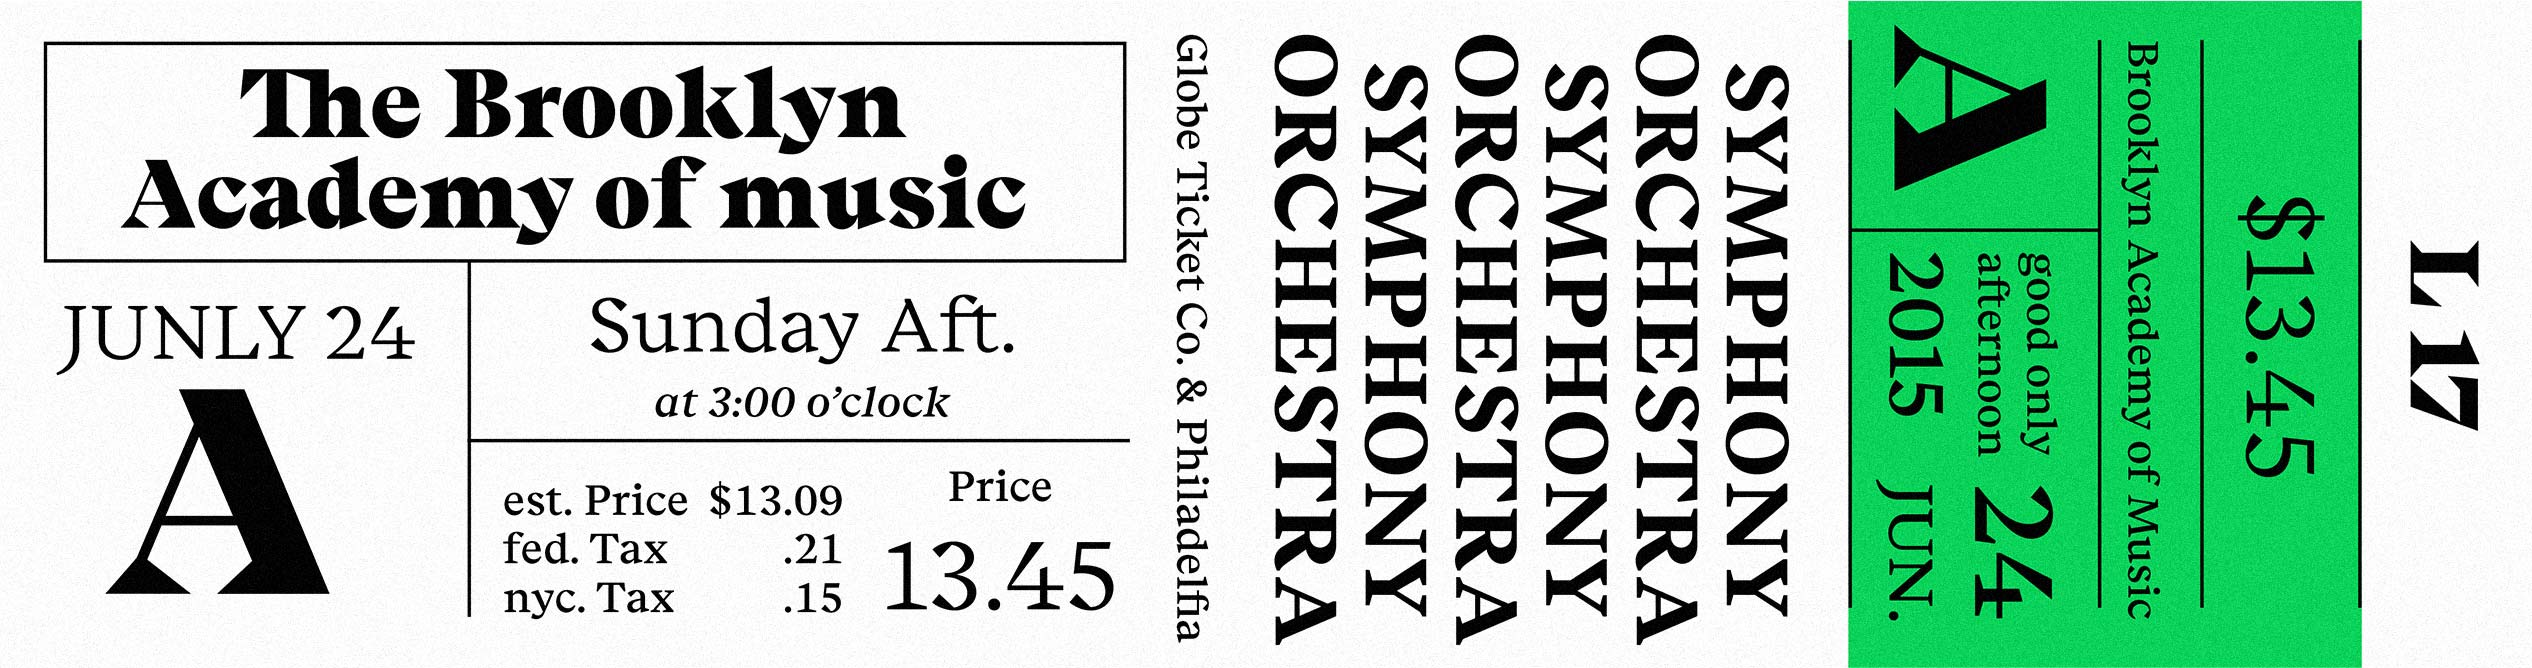 The Brooklyn
Academy of music
JUNLY 24
A
Sunday Aft.
at 3:00 o’clock
est. Price $13.09
fed. Tax .21
nyc. Tax .15
Price
13.45
Globe Ticket Co. & Philadelfia
ORCHESTRA
SYMPHONY
ORCHESTRA
SYMPHONY
ORCHESTRA
SYMPHONY
A
good only
afternoon
24
2015 JUN.
Brooklyn Academy of Music
$13.45
L 17